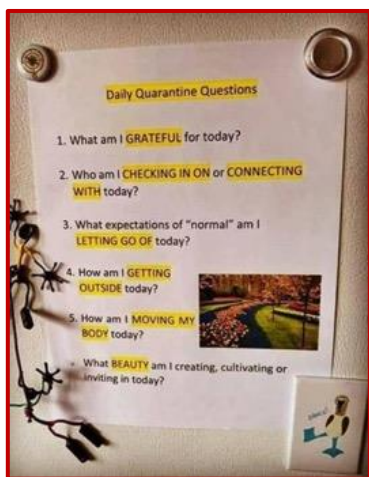 Daily Quarantine Questions
1. What am I GRATEFUL for today?
2. Who am I CHECKING IN ON or CONNECTING
WITH today?
3. What expectations of "normal" am I
LETTING GO OF today?
4. How am I GETTING
OUTSIDE today?
5. How am I MOVING MY
BODY today?
What BEAUTY am I creating, cultivating or
inviting in today?